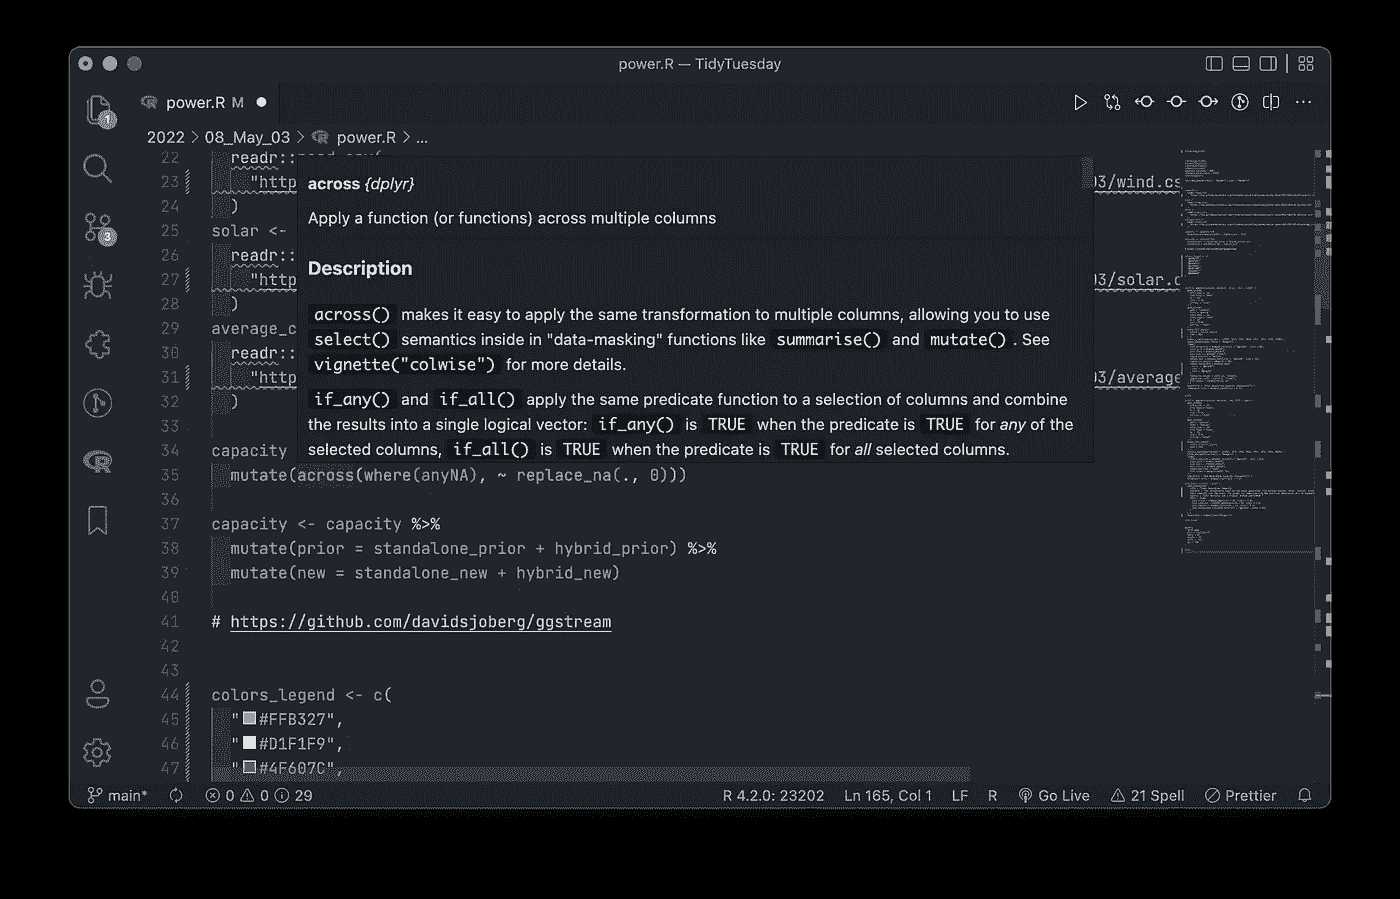 power.R — TidyTuesday
power.R M
2022 > 08_May_03 > power.R > ...
22 readr::read_csv(
23 "http 03/wind.cs
24 )
25 solar <-
26 readr::
27 "http 03/solar.c
28 )
29 average_c
30 readr::
31 "http 03/average
32 )
33
34 capacity
across {dplyr}
Apply a function (or functions) across multiple columns
Description
across() makes it easy to apply the same transformation to multiple columns, allowing you to use
select() semantics inside in "data-masking" functions like summarise() and mutate() . See
vignette("colwise") for more details.
if_any() and if_all() apply the same predicate function to a selection of columns and combine
the results into a single logical vector: if_any() is TRUE when the predicate is TRUE for any of the
selected columns, if_all() is TRUE when the predicate is TRUE for all selected columns.
35 mutate(across(where(anyNA), ~ replace_na(., 0)))
36
37 capacity <- capacity %>%
38 mutate(prior = standalone_prior + hybrid_prior) %>%
39 mutate(new = standalone_new + hybrid_new)
40
41 # https://github.com/davidsjoberg/ggstream
42
43
44 colors_legend <- c(
45 "#FFB327",
46 "#D1F1F9",
47 "#4F607C",
1
3
main* 0 0 29 R 4.2.0: 23202 Ln 165, Col 1 LF R Go Live 21 Spell Prettier